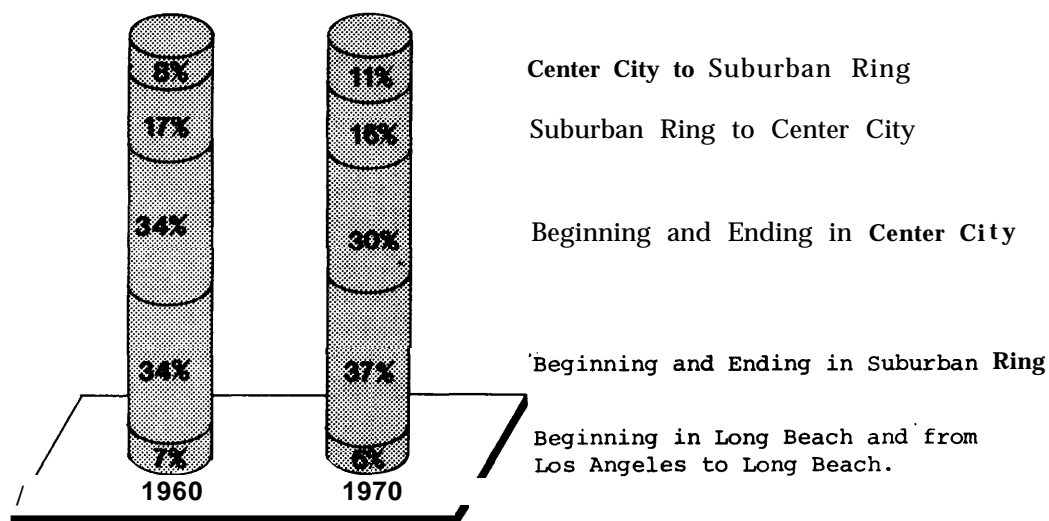 8%
11%
Center City to Suburban Ring
17%
16%
Suburban Ring to Center City
34%
30%
Beginning and Ending in Center City
34%
37%
Beginning and Ending in Suburban Ring
7%
6%
Beginning in Long Beach and from
Los Angeles to Long Beach.
1960
1970